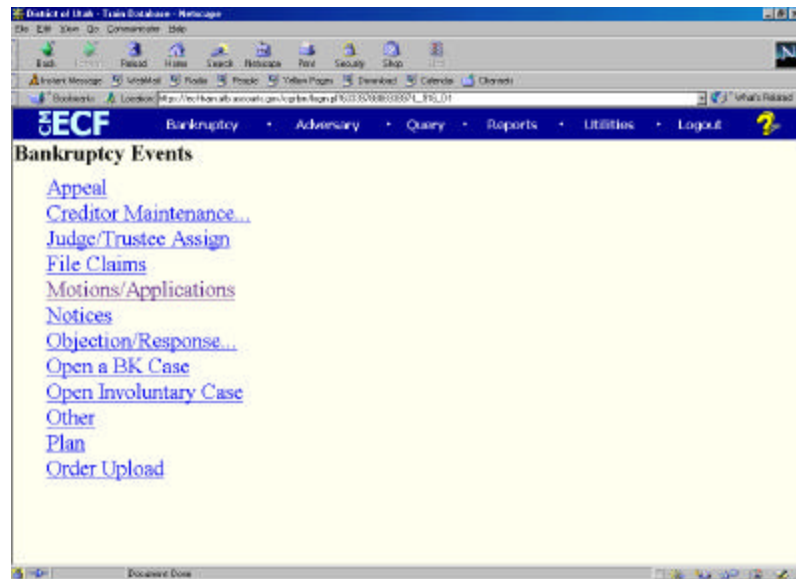 District of Utah - Train Database - Netscape
File Edit View Go Communicator Help
Back Reload Home Search Netscape Print Security Shop
Instant Message WebMail Radio People Yellow Pages Download Calendar Channels
Bookmarks Location What's Related
CM ECF Bankruptcy • Adversary • Query • Reports • Utilities • Logout ?
Bankruptcy Events
Appeal
Creditor Maintenance...
Judge/Trustee Assign
File Claims
Motions/Applications
Notices
Objection/Response...
Open a BK Case
Open Involuntary Case
Other
Plan
Order Upload
Document Done